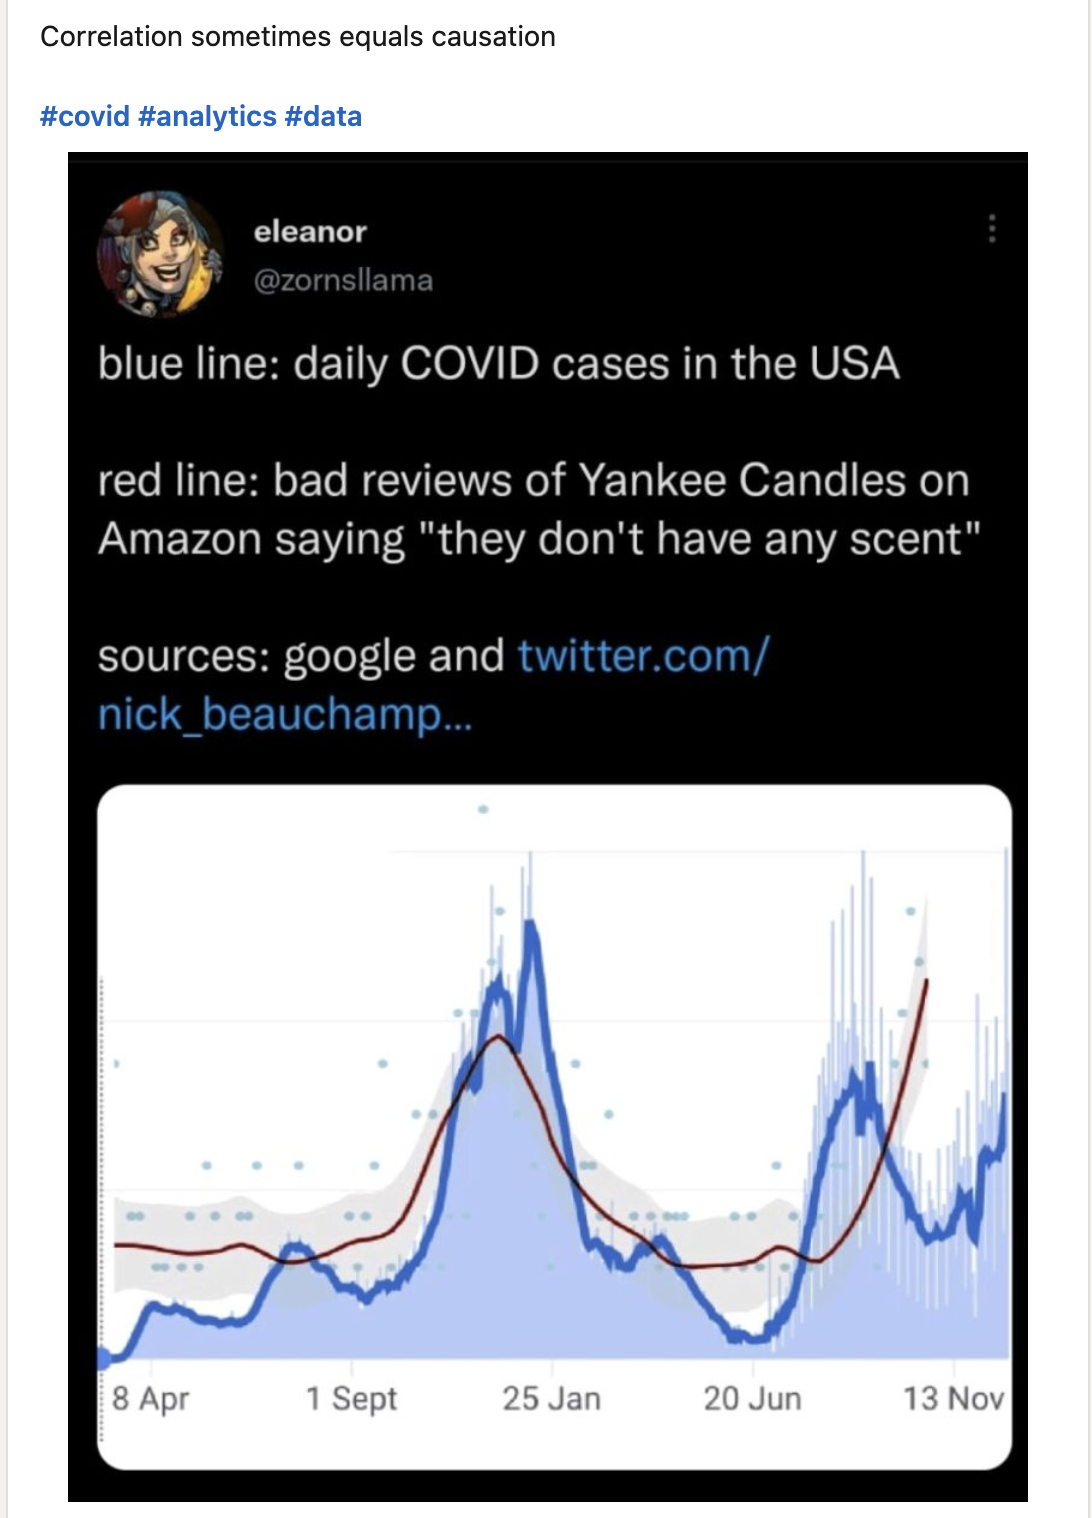 Correlation sometimes equals causation
#covid #analytics #data
eleanor
@zornsllama
blue line: daily COVID cases in the USA
red line: bad reviews of Yankee Candles on
Amazon saying "they don't have any scent"
sources: google and twitter.com/
nick_beauchamp...
8 Apr
1 Sept
25 Jan
20 Jun
13 Nov